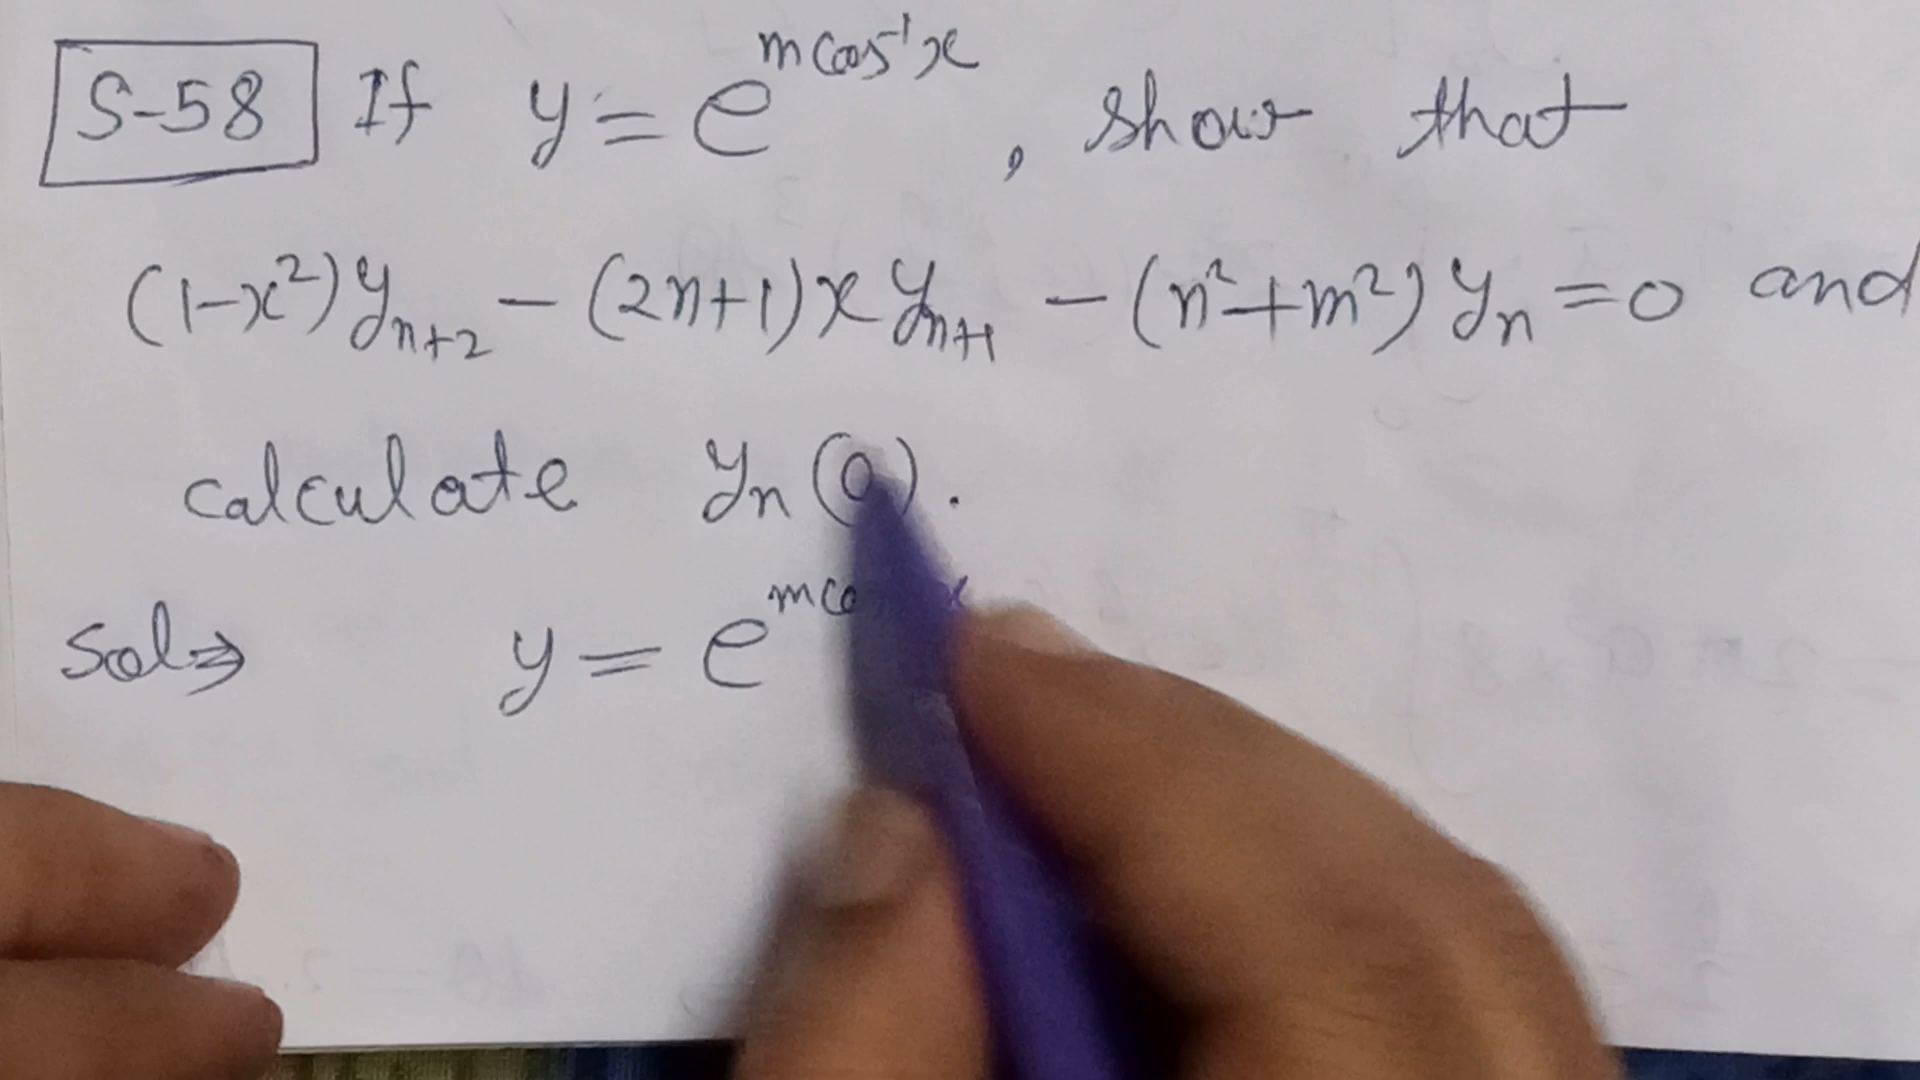 S-58 If y = e^{m cos⁻¹x}, show that
(1-x²)y_{n+2} - (2n+1)x y_{n+1} - (n²+m²) y_n = 0 and
calculate y_n(0).
Sol⇒ y = e